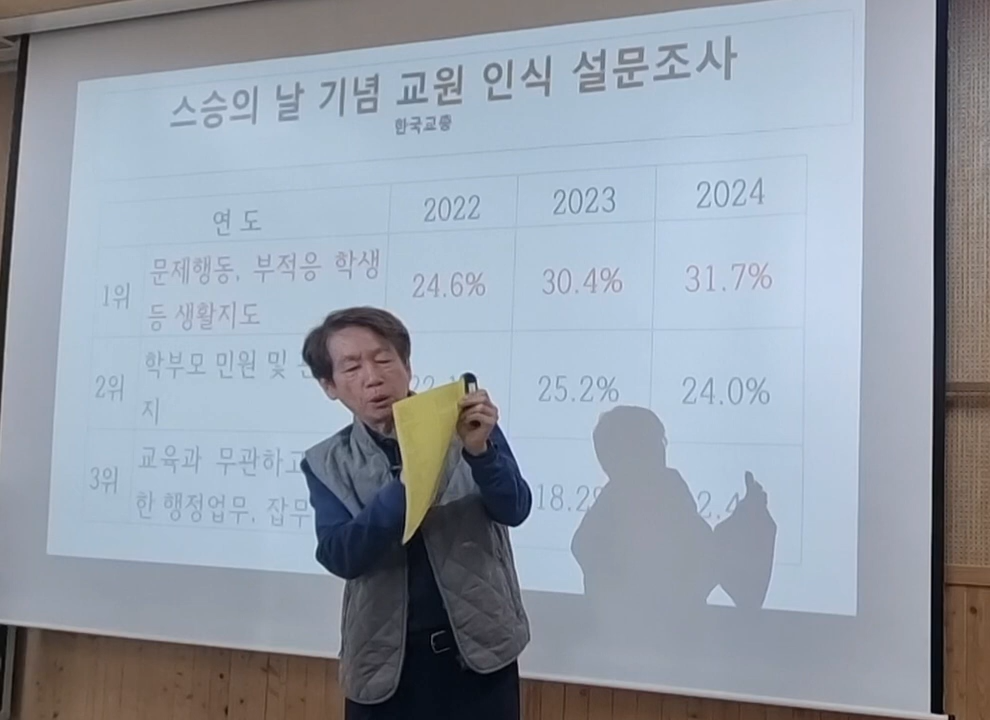 스승의 날 기념 교원 인식 설문조사
한국교총
연 도 2022 2023 2024
1위 문제행동, 부적응 학생 24.6% 30.4% 31.7%
등 생활지도
2위 학부모 민원 및 25.2% 24.0%
지
3위 교육과 무관하고
한 행정업무, 잡무